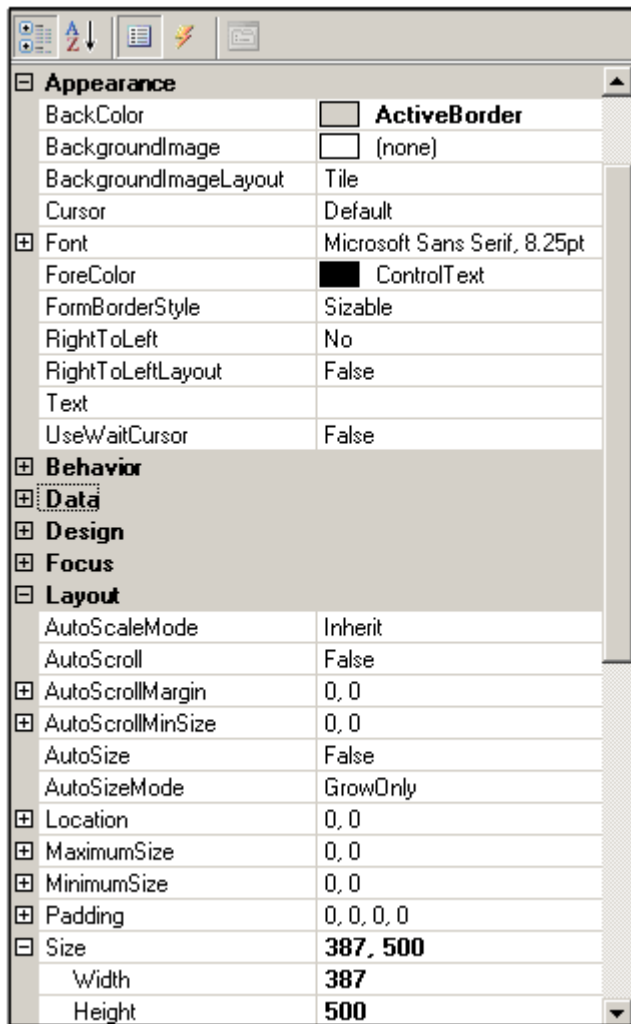 Appearance
BackColor ActiveBorder
BackgroundImage (none)
BackgroundImageLayout Tile
Cursor Default
Font Microsoft Sans Serif, 8.25pt
ForeColor ControlText
FormBorderStyle Sizable
RightToLeft No
RightToLeftLayout False
Text
UseWaitCursor False
Behavior
Data
Design
Focus
Layout
AutoScaleMode Inherit
AutoScroll False
AutoScrollMargin 0, 0
AutoScrollMinSize 0, 0
AutoSize False
AutoSizeMode GrowOnly
Location 0, 0
MaximumSize 0, 0
MinimumSize 0, 0
Padding 0, 0, 0, 0
Size 387, 500
Width 387
Height 500